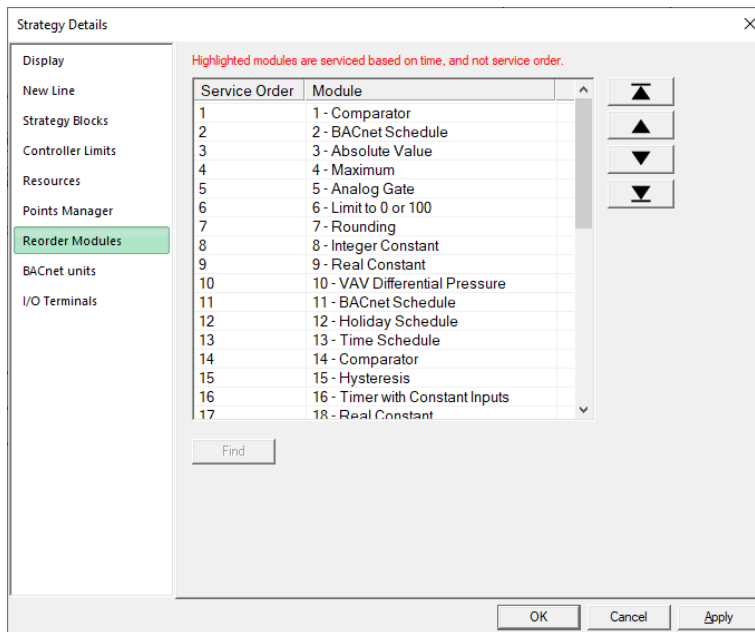 Strategy Details
Display
New Line
Strategy Blocks
Controller Limits
Resources
Points Manager
Reorder Modules
BACnet units
I/O Terminals
Highlighted modules are serviced based on time, and not service order.
Service Order Module
1 1 - Comparator
2 2 - BACnet Schedule
3 3 - Absolute Value
4 4 - Maximum
5 5 - Analog Gate
6 6 - Limit to 0 or 100
7 7 - Rounding
8 8 - Integer Constant
9 9 - Real Constant
10 10 - VAV Differential Pressure
11 11 - BACnet Schedule
12 12 - Holiday Schedule
13 13 - Time Schedule
14 14 - Comparator
15 15 - Hysteresis
16 16 - Timer with Constant Inputs
17 18 - Real Constant
Find
OK Cancel Apply